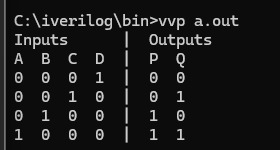 C:\iverilog\bin>vvp a.out
Inputs      |  Outputs
A  B  C  D  |  P  Q
0  0  0  1  |  0  0
0  0  1  0  |  0  1
0  1  0  0  |  1  0
1  0  0  0  |  1  1